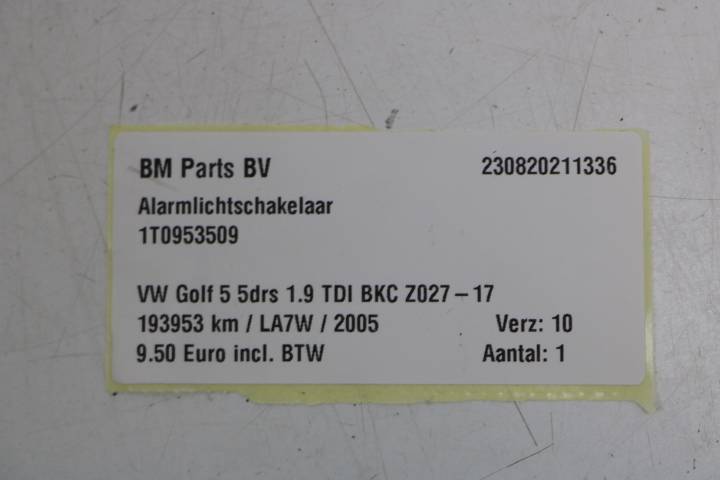 BM Parts BV 230820211336
Alarmlichtschakelaar
1T0953509
VW Golf 5 5drs 1.9 TDI BKC Z027-17
193953 km / LA7W / 2005 Verz: 10
9.50 Euro incl. BTW Aantal: 1